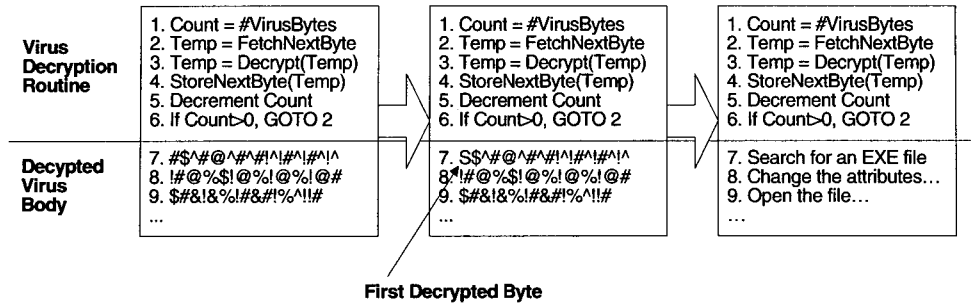 Virus
Decryption
Routine
1. Count = #VirusBytes
2. Temp = FetchNextByte
3. Temp = Decrypt(Temp)
4. StoreNextByte(Temp)
5. Decrement Count
6. If Count>0, GOTO 2
1. Count = #VirusBytes
2. Temp = FetchNextByte
3. Temp = Decrypt(Temp)
4. StoreNextByte(Temp)
5. Decrement Count
6. If Count>0, GOTO 2
1. Count = #VirusBytes
2. Temp = FetchNextByte
3. Temp = Decrypt(Temp)
4. StoreNextByte(Temp)
5. Decrement Count
6. If Count>0, GOTO 2
Decypted
Virus
Body
7. #$^#@^#^#!^!#^!#^!^
8. !#@%$!@%!@%!@#
9. $#&!&%!#&#!%^!!#
...
7. S$^#@^#^#!^!#^!#^!^
8. !#@%$!@%!@%!@#
9. $#&!&%!#&#!%^!!#
...
7. Search for an EXE file
8. Change the attributes...
9. Open the file...
...
First Decrypted Byte